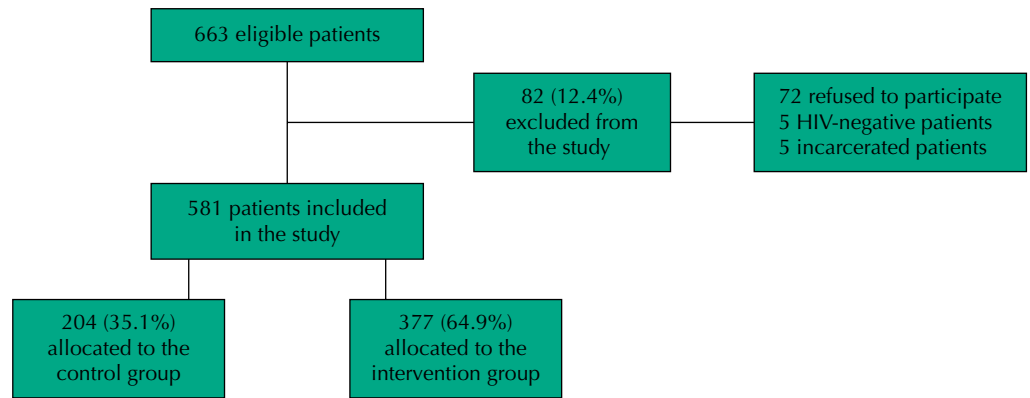 663 eligible patients
82 (12.4%)
excluded from
the study
72 refused to participate
5 HIV-negative patients
5 incarcerated patients
581 patients included
in the study
204 (35.1%)
allocated to the
control group
377 (64.9%)
allocated to the
intervention group